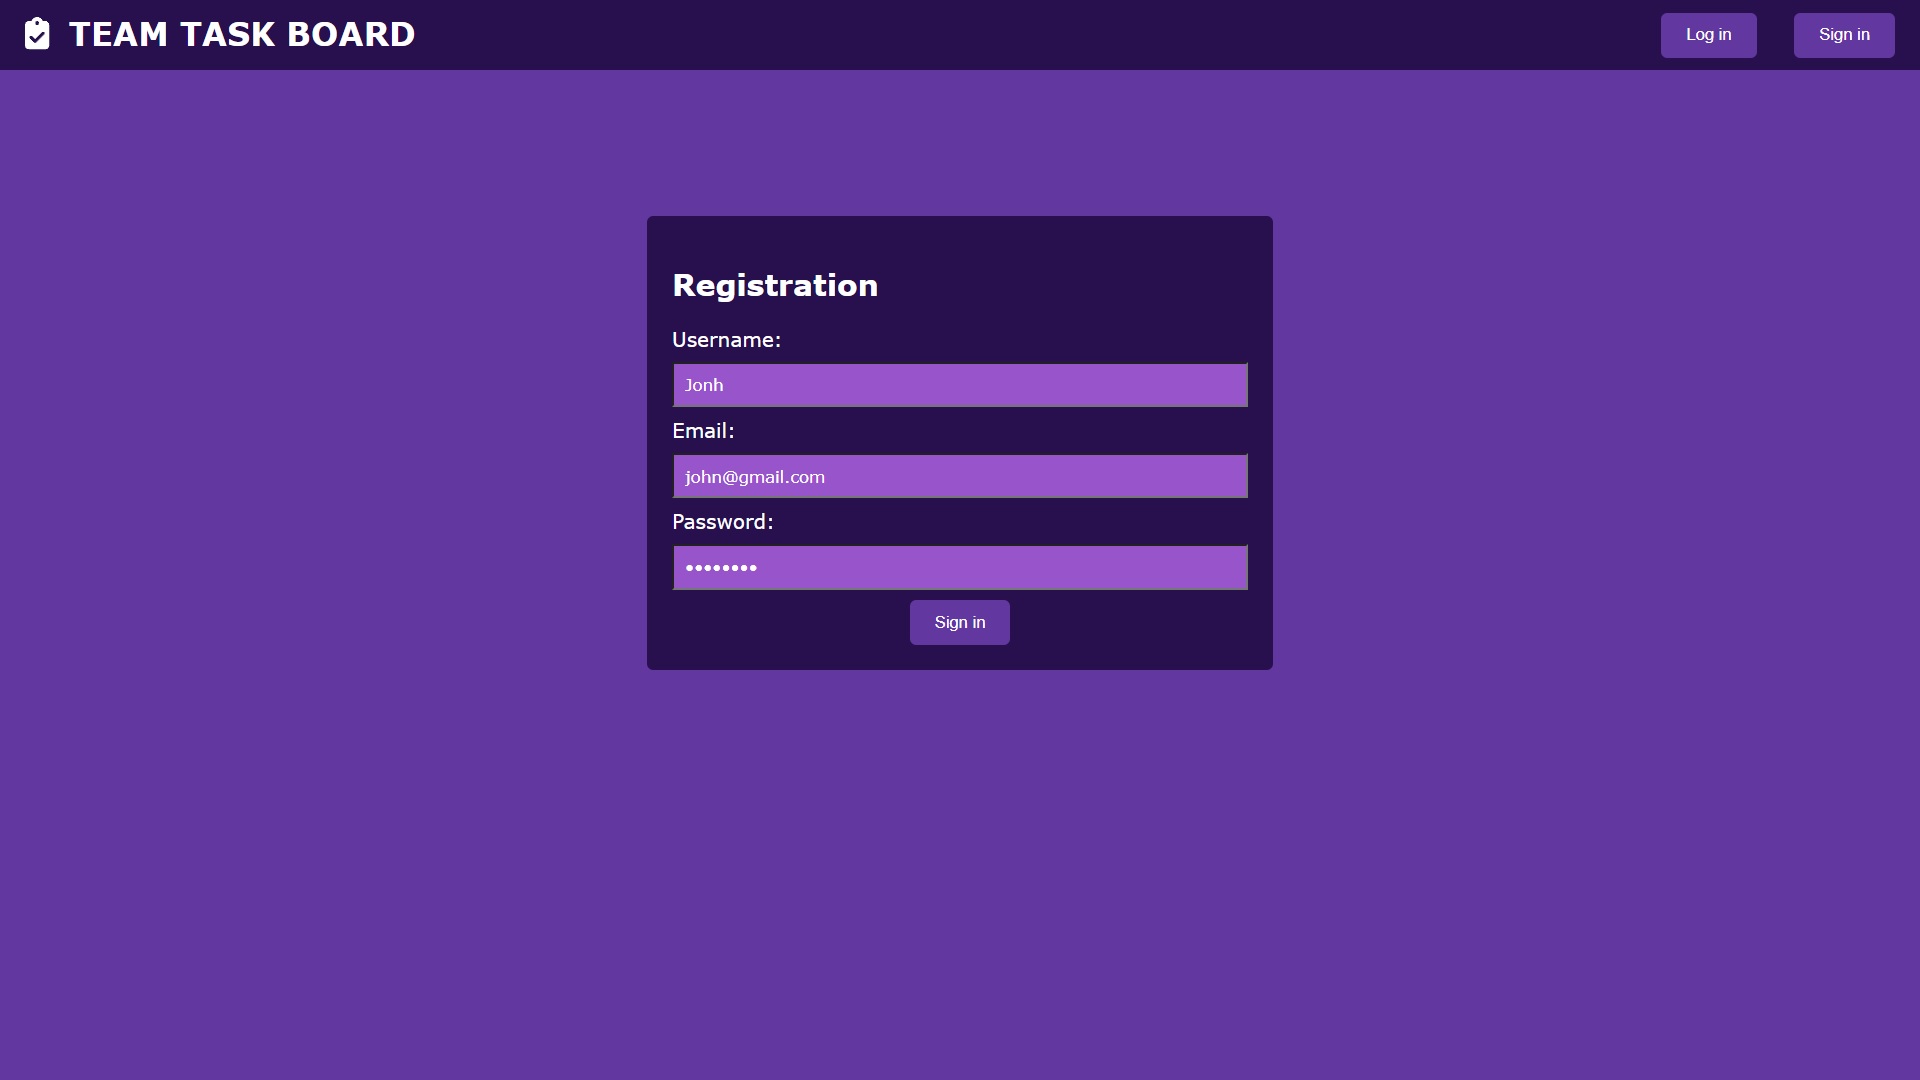 TEAM TASK BOARD
Log in
Sign in
Registration
Username:
Jonh
Email:
john@gmail.com
Password:
••••••••
Sign in